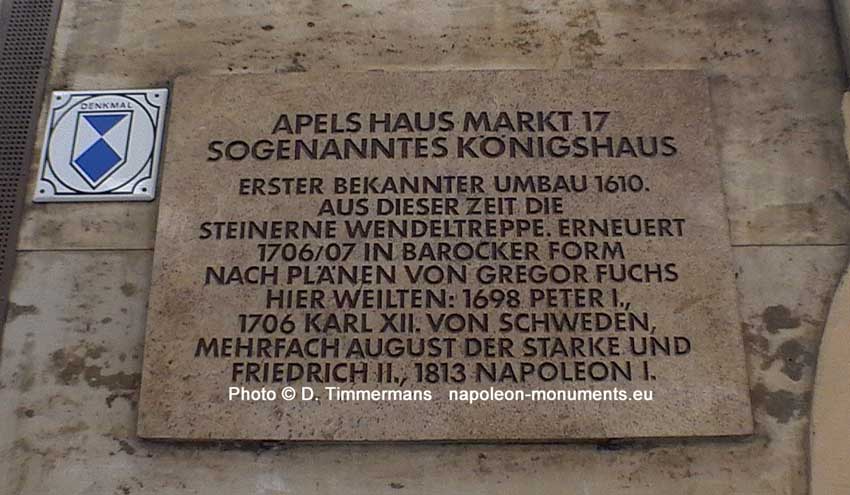 DENKMAL
APELS HAUS MARKT 17
SOGENANNTES KÖNIGSHAUS
ERSTER BEKANNTER UMBAU 1610.
AUS DIESER ZEIT DIE
STEINERNE WENDELTREPPE. ERNEUERT
1706/07 IN BAROCKER FORM
NACH PLÄNEN VON GREGOR FUCHS
HIER WEILTEN: 1698 PETER I.,
1706 KARL XII. VON SCHWEDEN,
MEHRFACH AUGUST DER STARKE UND
FRIEDRICH II., 1813 NAPOLEON I.
Photo © D. Timmermans napoleon-monuments.eu